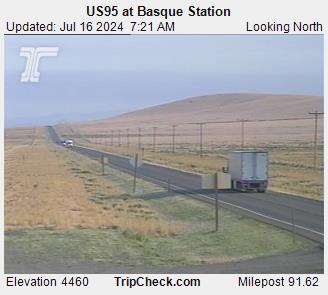 US95 at Basque Station
Updated: Jul 16 2024 7:21 AM Looking North
Elevation 4460 TripCheck.com Milepost 91.62